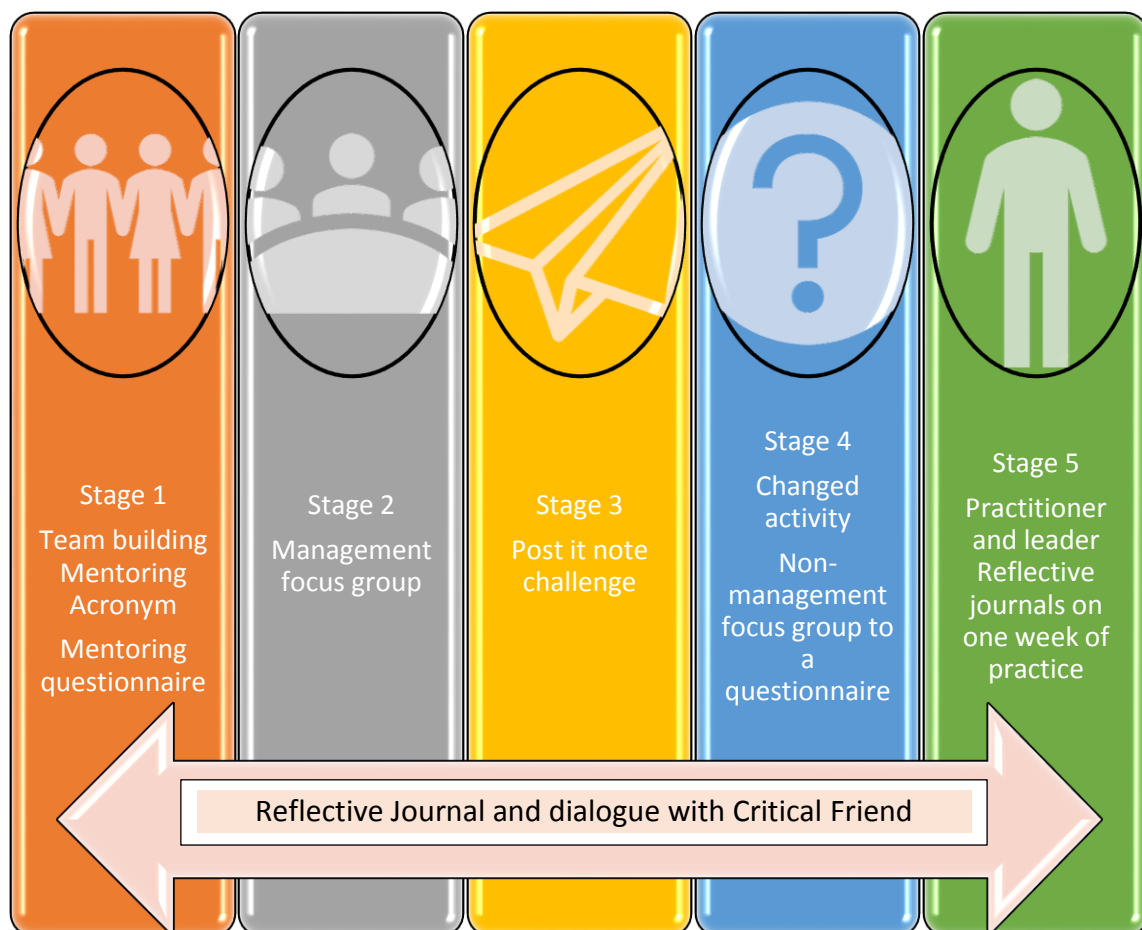 Stage 1
Team building
Mentoring
Acronym
Mentoring
questionnaire
Stage 2
Management
focus group
Stage 3
Post it note
challenge
Stage 4
Changed
activity
Non-
management
focus group to
a
questionnaire
Stage 5
Practitioner
and leader
Reflective
journals on
one week of
practice
Reflective Journal and dialogue with Critical Friend